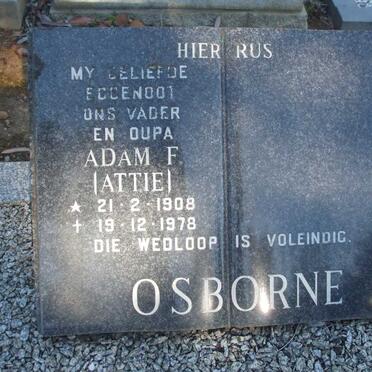 HIER RUS
MY GELIEFDE
EGGENOOT
ONS VADER
EN OUPA
ADAM F.
(ATTIE)
★ 21-2-1908
✝ 19-12-1978
DIE WEDLOOP IS VOLEINDIG.
OSBORNE